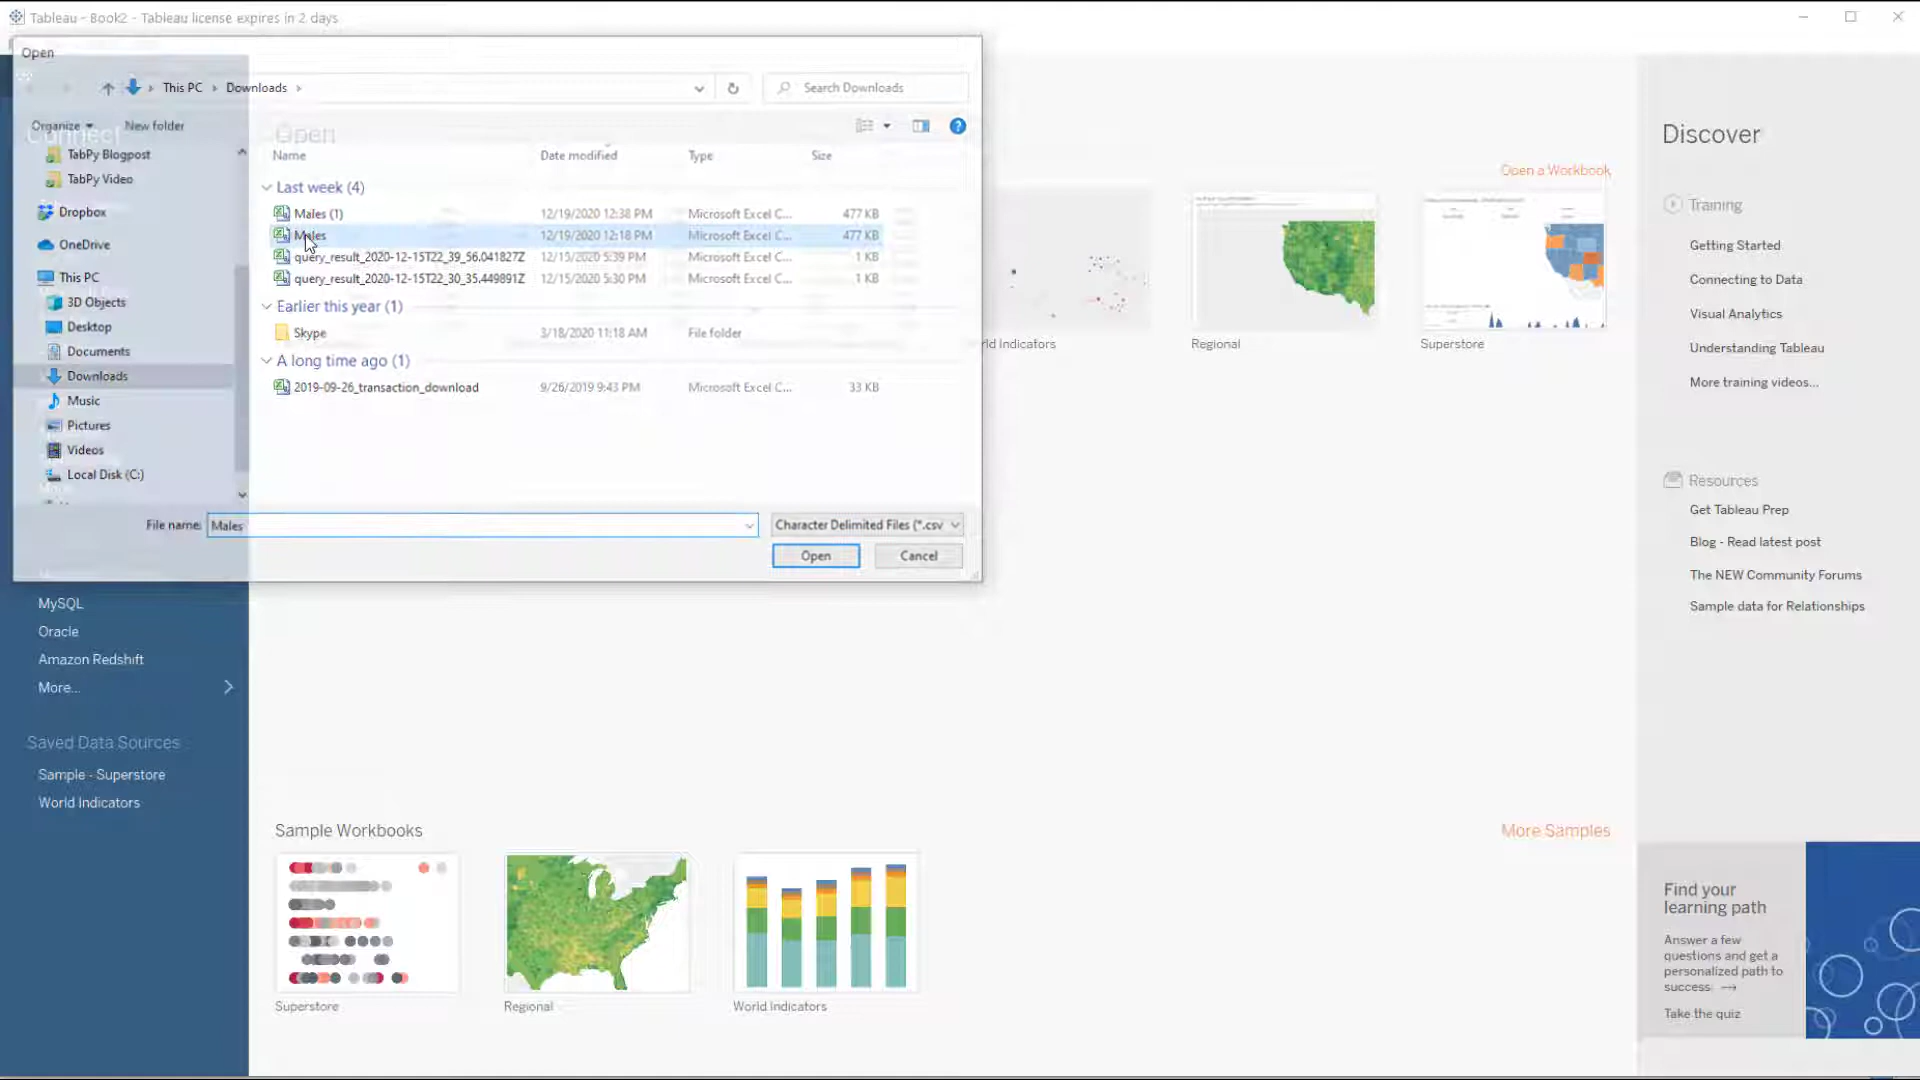 Tableau - Book2 - Tableau license expires in 2 days
Open
This PC > Downloads >
Search Downloads
Organize
New folder
Connect
Open
Name
Date modified
Type
Size
TabPy Blogpost
TabPy Video
Dropbox
OneDrive
This PC
3D Objects
Desktop
Documents
Downloads
Music
Pictures
Videos
Local Disk (C:)
Last week (4)
Males (1) 12/19/2020 12:38 PM Microsoft Excel C... 477 KB
Males 12/19/2020 12:18 PM Microsoft Excel C... 477 KB
query_result_2020-12-15T22_39_56.041827Z 12/15/2020 5:39 PM Microsoft Excel C... 1 KB
query_result_2020-12-15T22_30_35.449891Z 12/15/2020 5:30 PM Microsoft Excel C... 1 KB
Earlier this year (1)
Skype 3/18/2020 11:18 AM File folder
A long time ago (1)
2019-09-26_transaction_download 9/26/2019 9:43 PM Microsoft Excel C... 33 KB
File name: Males
Character Delimited Files (*.csv
Open
Cancel
MySQL
Oracle
Amazon Redshift
More...
Saved Data Sources
Sample - Superstore
World Indicators
Open a Workbook
Indicators
Regional
Superstore
Sample Workbooks
More Samples
Superstore
Regional
World Indicators
Discover
Training
Getting Started
Connecting to Data
Visual Analytics
Understanding Tableau
More training videos...
Resources
Get Tableau Prep
Blog - Read latest post
The NEW Community Forums
Sample data for Relationships
Find your
learning path
Answer a few
questions and get a
personalized path to
success →
Take the quiz